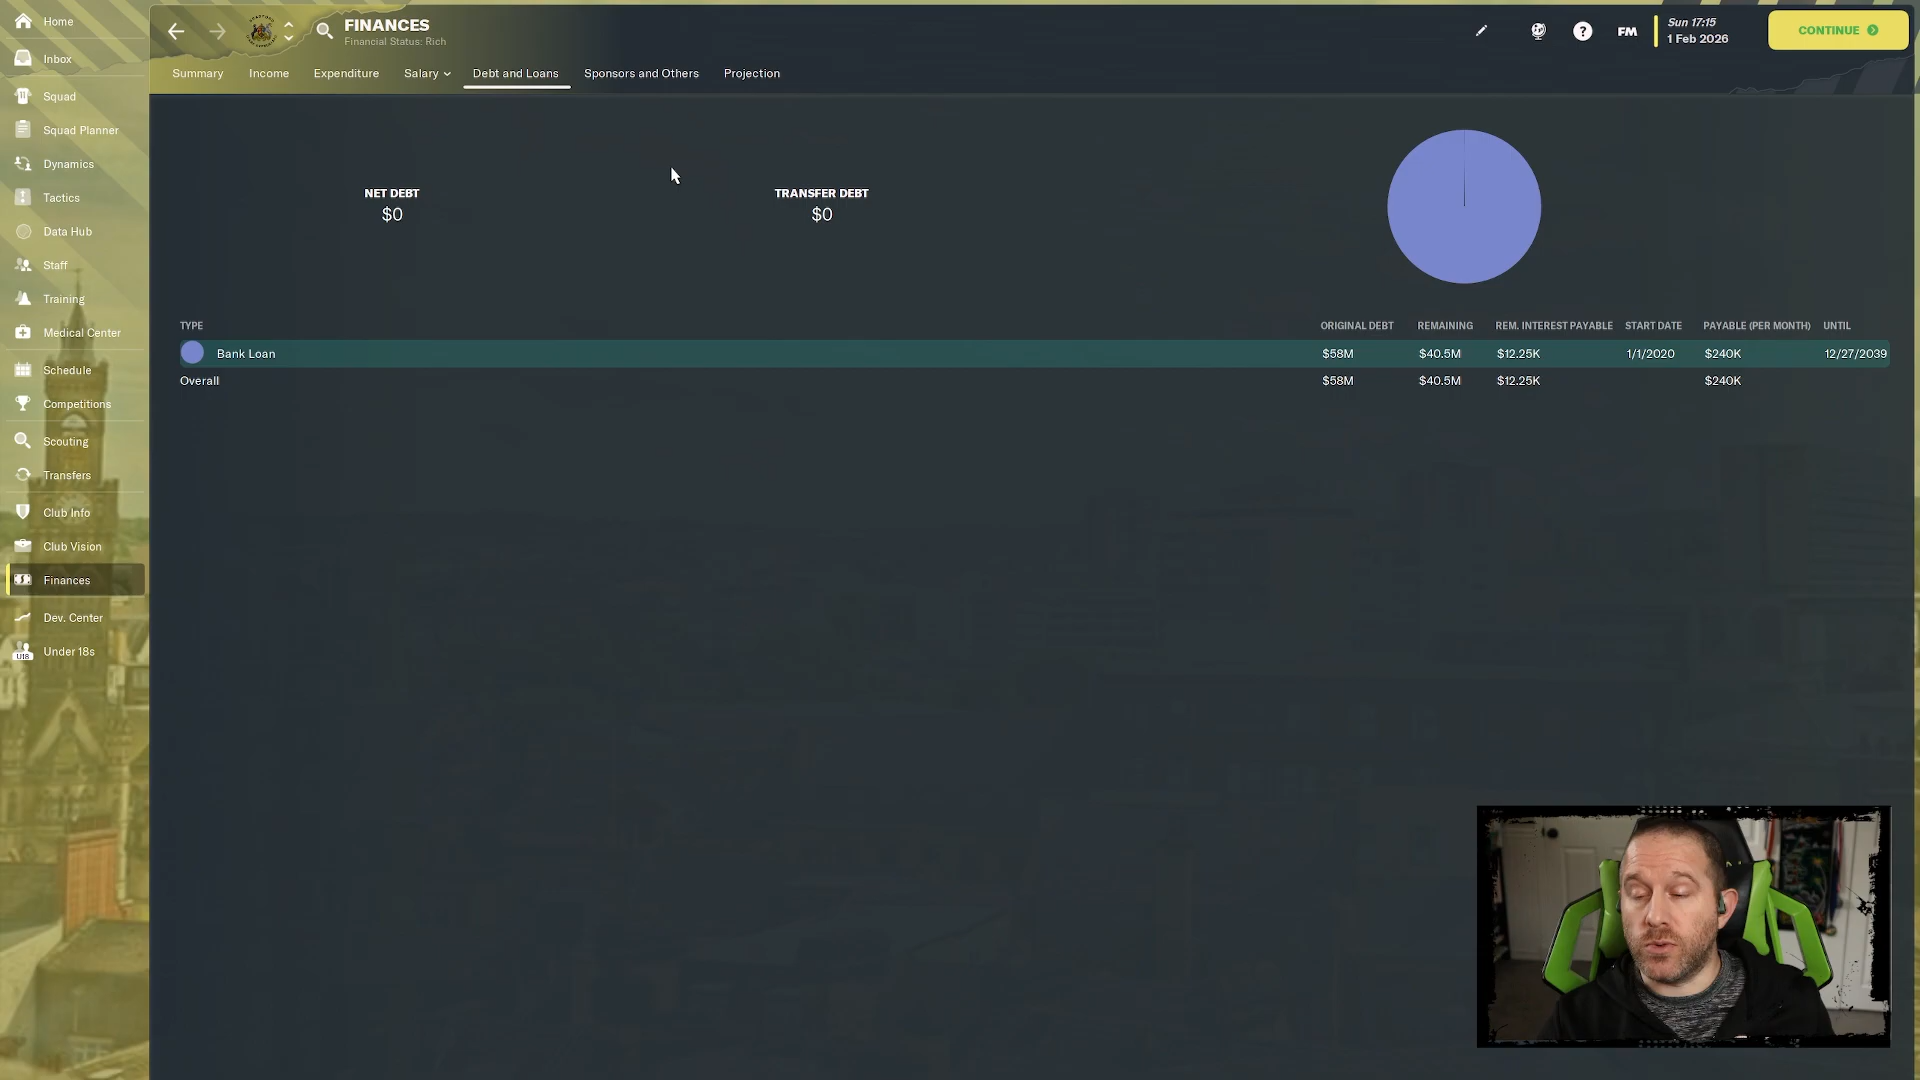 Home
Inbox
Squad
Squad Planner
Dynamics
Tactics
Data Hub
Staff
Training
Medical Center
Schedule
Competitions
Scouting
Transfers
Club Info
Club Vision
Finances
Dev. Center
U18 Under 18s
FINANCES
Financial Status: Rich
FM
Sun 17:15
1 Feb 2026
CONTINUE
Summary Income Expenditure Salary Debt and Loans Sponsors and Others Projection
NET DEBT
$0
TRANSFER DEBT
$0
TYPE ORIGINAL DEBT REMAINING REM. INTEREST PAYABLE START DATE PAYABLE (PER MONTH) UNTIL
Bank Loan $58M $40.5M $12.25K 1/1/2020 $240K 12/27/2039
Overall $58M $40.5M $12.25K $240K